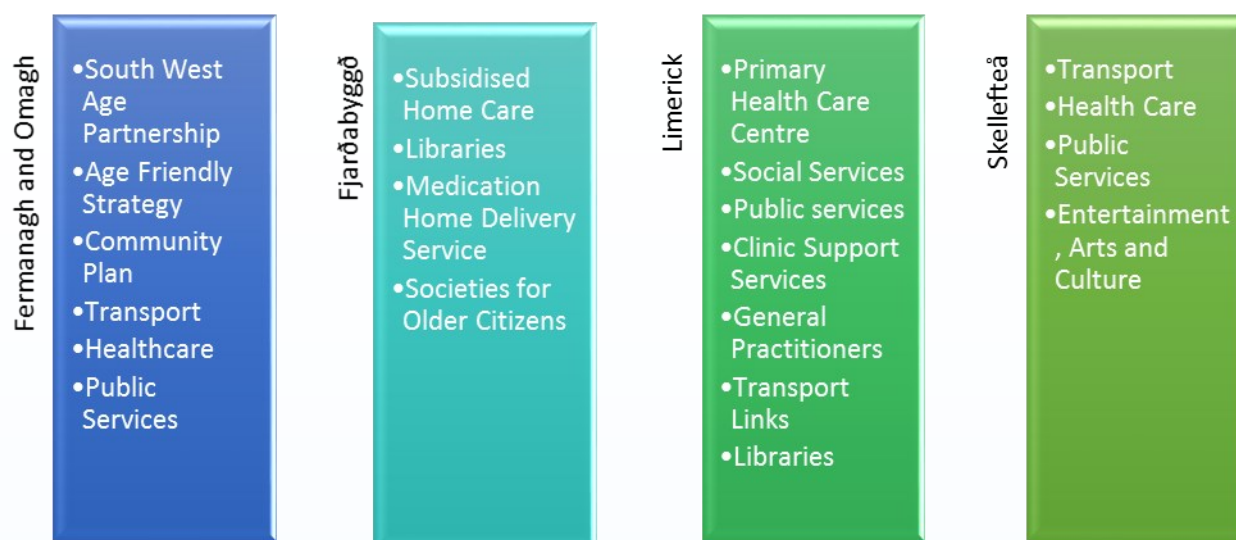 Fermanagh and Omagh
•South West
Age
Partnership
•Age Friendly
Strategy
•Community
Plan
•Transport
•Healthcare
•Public
Services
Fjarðabyggð
•Subsidised
Home Care
•Libraries
•Medication
Home Delivery
Service
•Societies for
Older Citizens
Limerick
•Primary
Health Care
Centre
•Social Services
•Public services
•Clinic Support
Services
•General
Practitioners
•Transport
Links
•Libraries
Skellefteå
•Transport
•Health Care
•Public
Services
•Entertainment
, Arts and
Culture